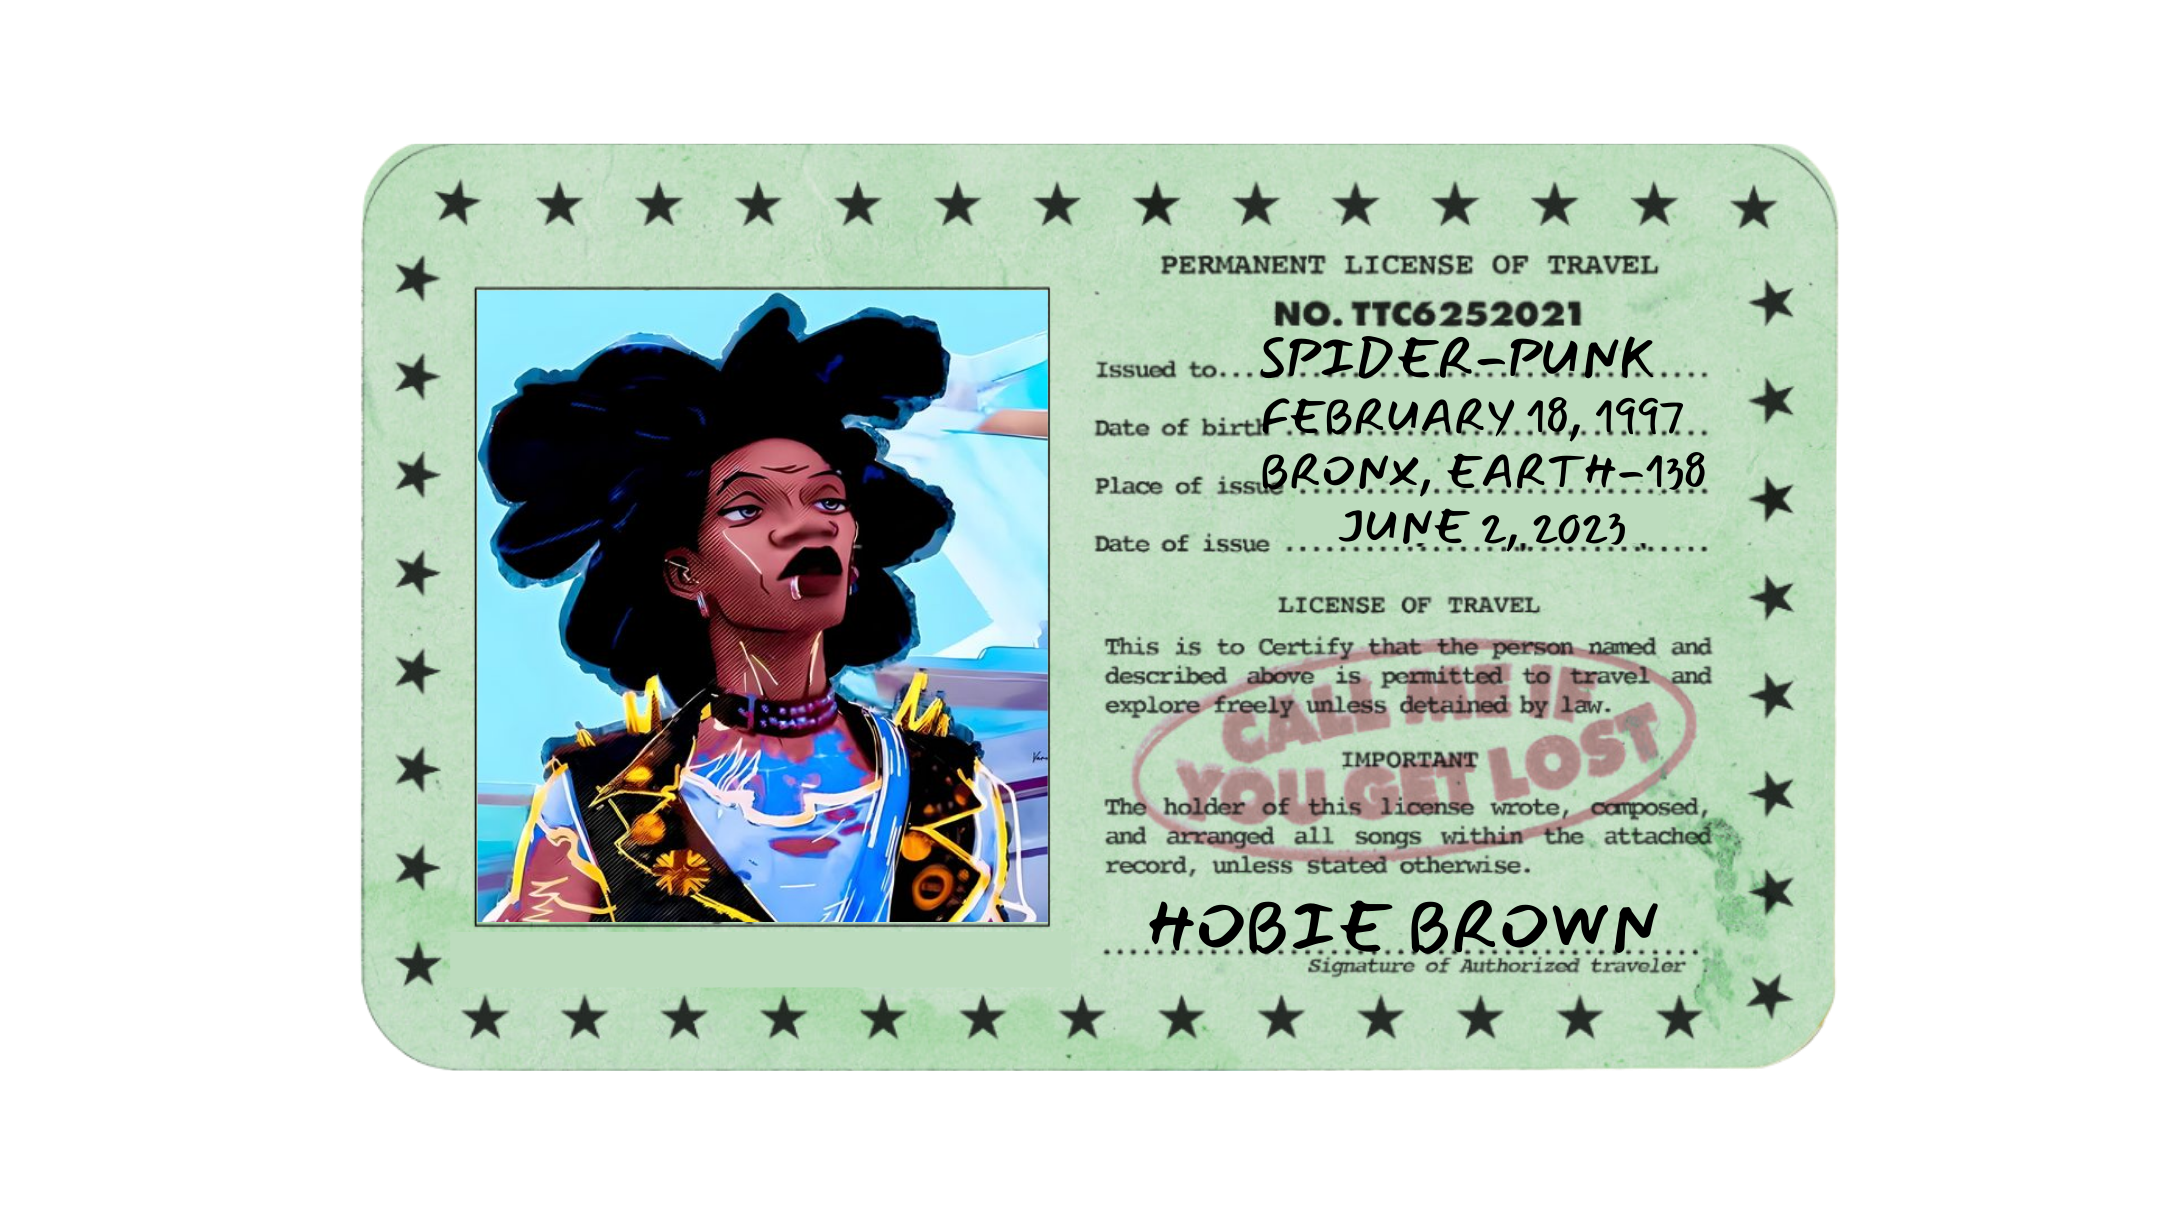 PERMANENT LICENSE OF TRAVEL
NO. TTC6252021
Issued to... SPIDER-PUNK
Date of birth FEBRUARY 18, 1997
Place of issue BRONX, EARTH-138
Date of issue JUNE 2, 2023
LICENSE OF TRAVEL
This is to Certify that the person named and
described above is permitted to travel and
explore freely unless detained by law.
CALL ME IF
YOU GET LOST
IMPORTANT
The holder of this license wrote, composed,
and arranged all songs within the attached
record, unless stated otherwise.
HOBIE BROWN
Signature of Authorized traveler